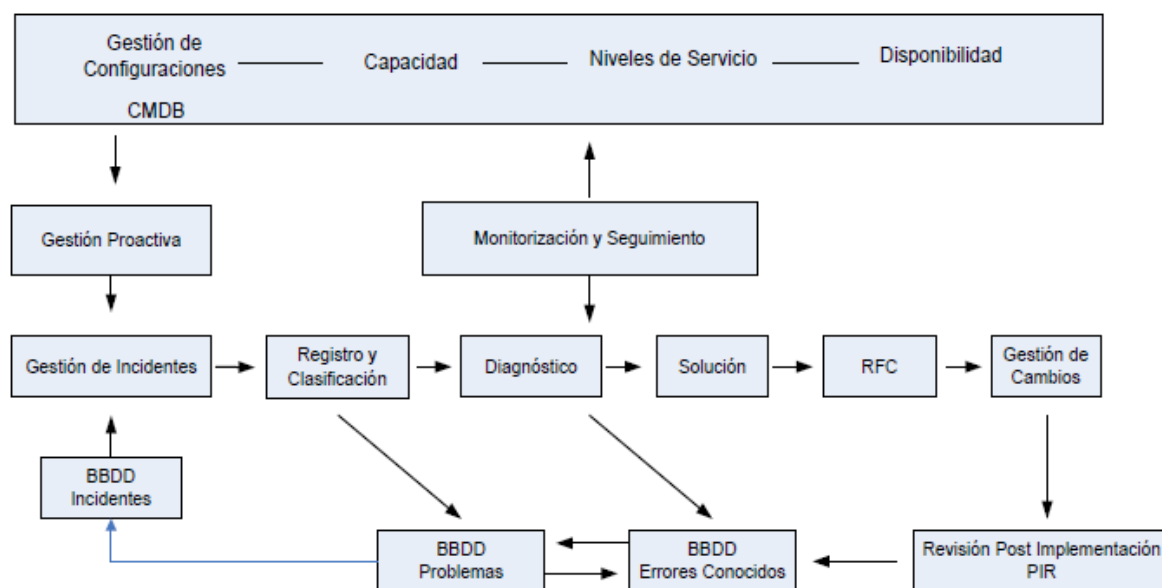 Gestión de
Configuraciones
CMDB
Capacidad
Niveles de Servicio
Disponibilidad
Gestión Proactiva
Monitorización y Seguimiento
Gestión de Incidentes
Registro y
Clasificación
Diagnóstico
Solución
RFC
Gestión de
Cambios
BBDD
Incidentes
BBDD
Problemas
BBDD
Errores Conocidos
Revisión Post Implementación
PIR